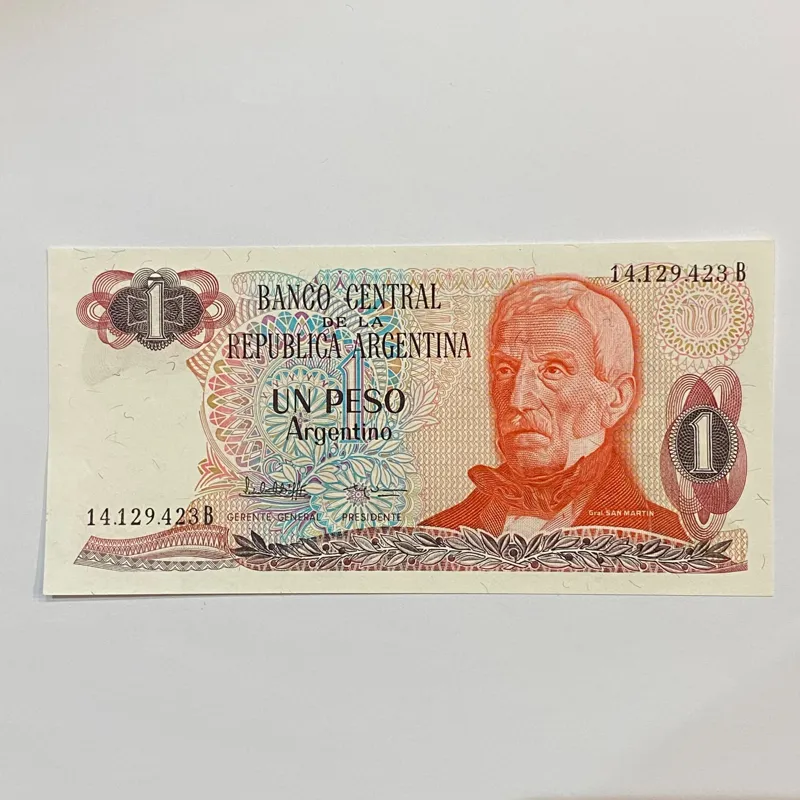 14.129.423 B
1
BANCO CENTRAL
DE LA
REPUBLICA ARGENTINA
1
UN PESO
Argentino
1
14.129.423 B
GERENTE GENERAL PRESIDENTE
Gral. SAN MARTIN